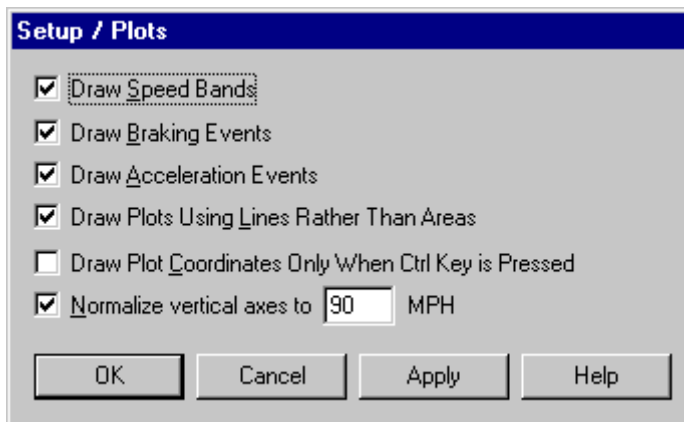 Setup / Plots
Draw Speed Bands
Draw Braking Events
Draw Acceleration Events
Draw Plots Using Lines Rather Than Areas
Draw Plot Coordinates Only When Ctrl Key is Pressed
Normalize vertical axes to 90 MPH
OK Cancel Apply Help